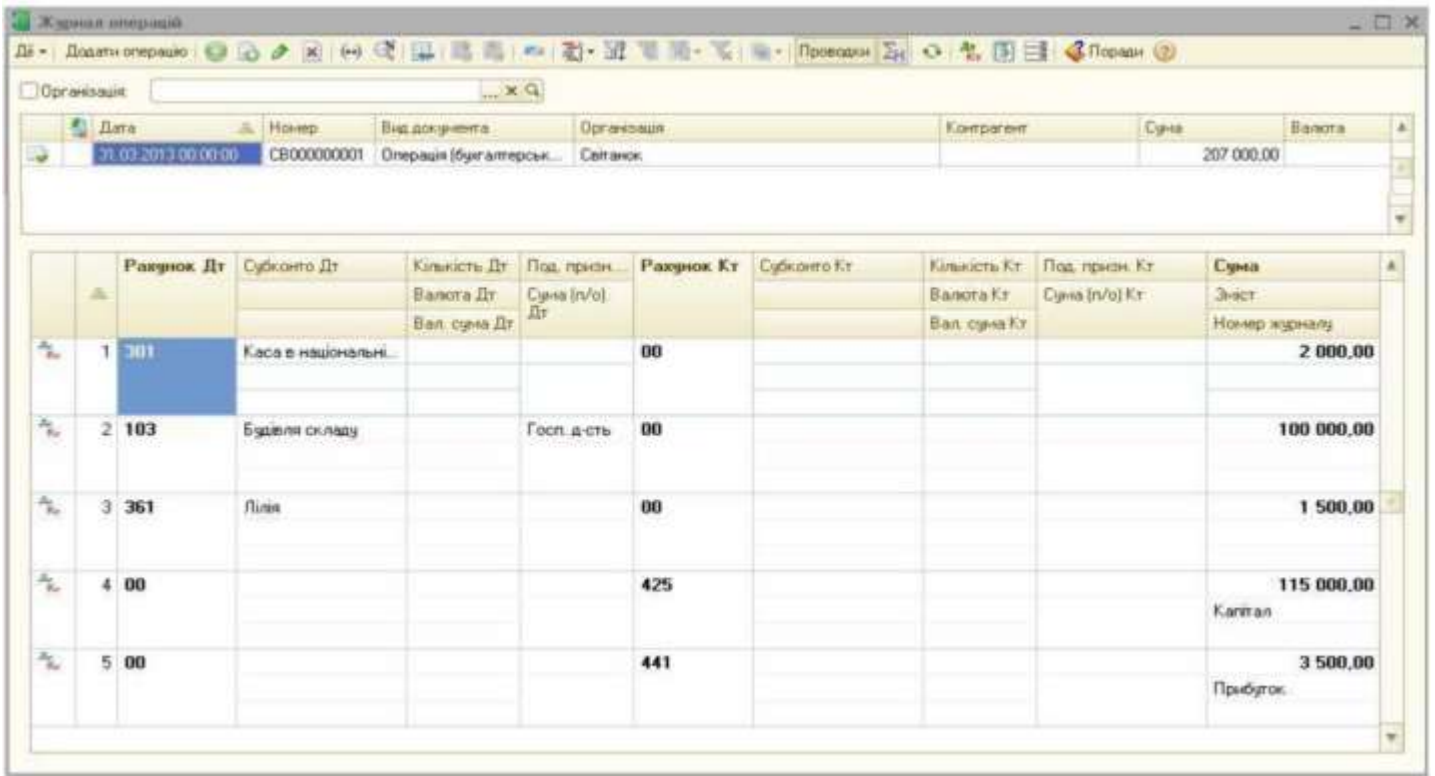 Журнал операцій
Дії Додати операцію Проводки Поради
Організація:
Дата Номер Вид документа Організація Контрагент Сума Валюта
31.03.2013 00:00:00 СВ000000001 Операція (бухгалтерськ... Світанок 207 000,00
Рахунок Дт Субконто Дт Кількість Дт Под. призн... Рахунок Кт Субконто Кт Кількість Кт Под. призн. Кт Сума
Валюта Дт Сума (п/о) Дт Валюта Кт Сума (п/о) Кт Зміст
Вал. сума Дт Вал. сума Кт Номер журналу
1 301 Каса в національні... 00 2 000,00
2 103 Будівля складу Госп. д-сть 00 100 000,00
3 361 Лілія 00 1 500,00
4 00 425 115 000,00
Капітал
5 00 441 3 500,00
Прибуток